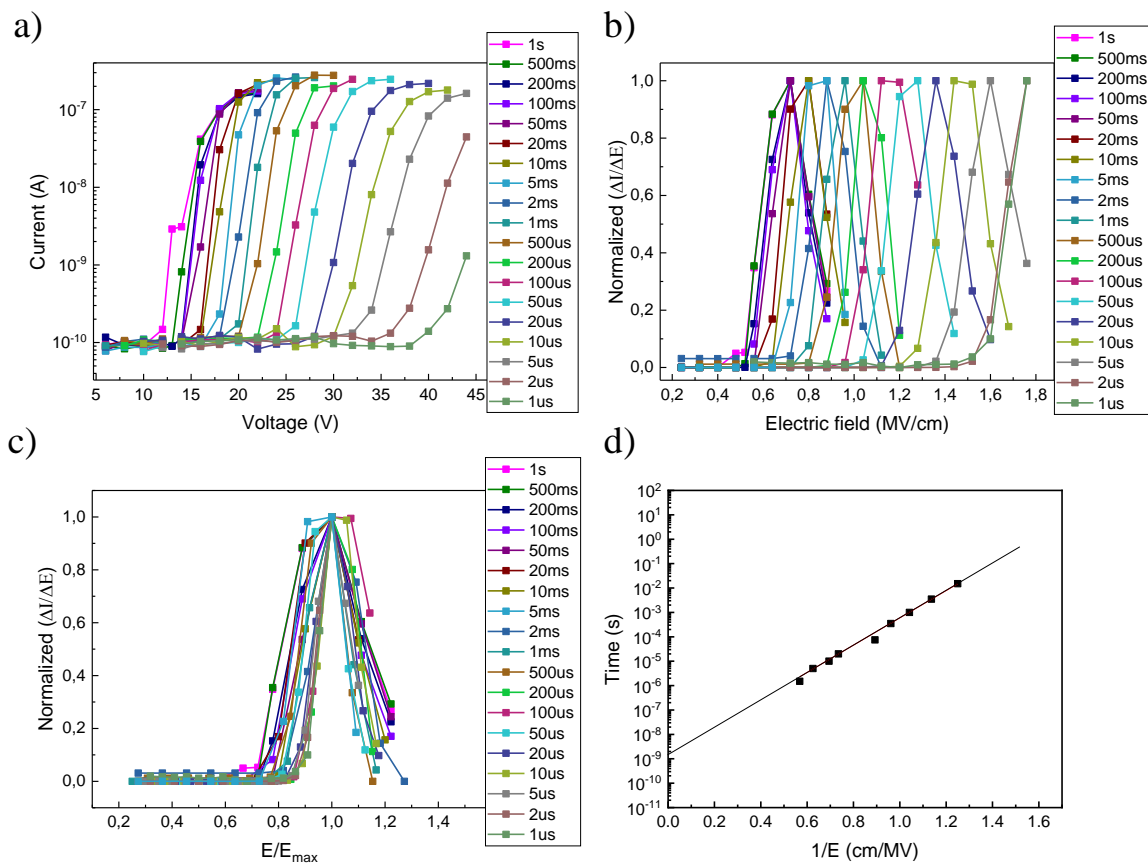 a)
10⁻⁷
10⁻⁸
10⁻⁹
10⁻¹⁰
Current (A)
5 10 15 20 25 30 35 40 45
Voltage (V)
1s
500ms
200ms
100ms
50ms
20ms
10ms
5ms
2ms
1ms
500us
200us
100us
50us
20us
10us
5us
2us
1us
b)
1,0
0,8
0,6
0,4
0,2
0,0
Normalized (ΔI/ΔE)
0,2 0,4 0,6 0,8 1,0 1,2 1,4 1,6 1,8
Electric field (MV/cm)
1s
500ms
200ms
100ms
50ms
20ms
10ms
5ms
2ms
1ms
500us
200us
100us
50us
20us
10us
5us
2us
1us
c)
1,0
0,8
0,6
0,4
0,2
0,0
Normalized (ΔI/ΔE)
0,2 0,4 0,6 0,8 1,0 1,2 1,4
E/Eₘₐₓ
1s
500ms
200ms
100ms
50ms
20ms
10ms
5ms
2ms
1ms
500us
200us
100us
50us
20us
10us
5us
2us
1us
d)
10²
10¹
10⁰
10⁻¹
10⁻²
10⁻³
10⁻⁴
10⁻⁵
10⁻⁶
10⁻⁷
10⁻⁸
10⁻⁹
10⁻¹⁰
10⁻¹¹
Time (s)
0.0 0.2 0.4 0.6 0.8 1.0 1.2 1.4 1.6
1/E (cm/MV)